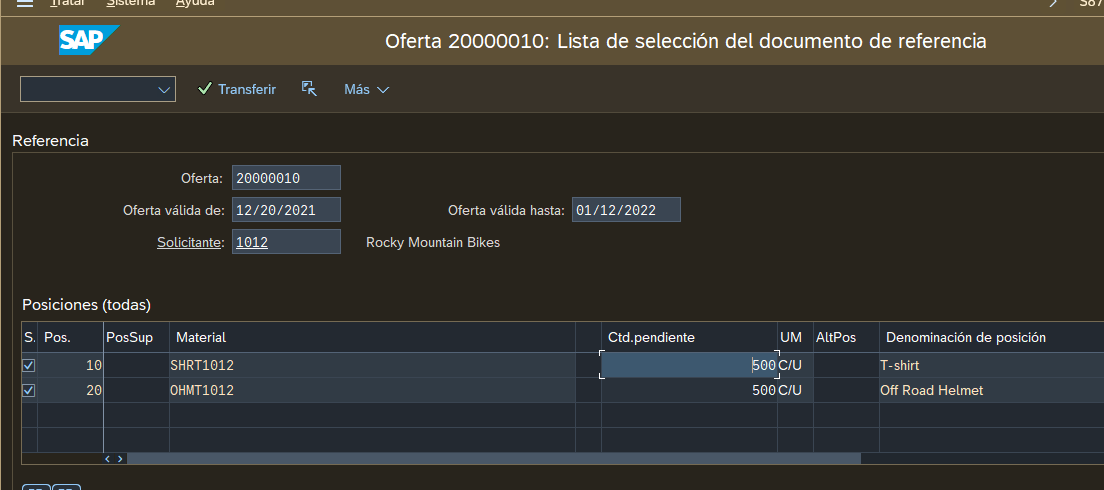 Tratar Sistema Ayuda
SAP Oferta 20000010: Lista de selección del documento de referencia
Transferir Más
Referencia
Oferta: 20000010
Oferta válida de: 12/20/2021 Oferta válida hasta: 01/12/2022
Solicitante: 1012 Rocky Mountain Bikes
Posiciones (todas)
S. Pos. PosSup Material Ctd.pendiente UM AltPos Denominación de posición
10 SHRT1012 500 C/U T-shirt
20 OHMT1012 500 C/U Off Road Helmet